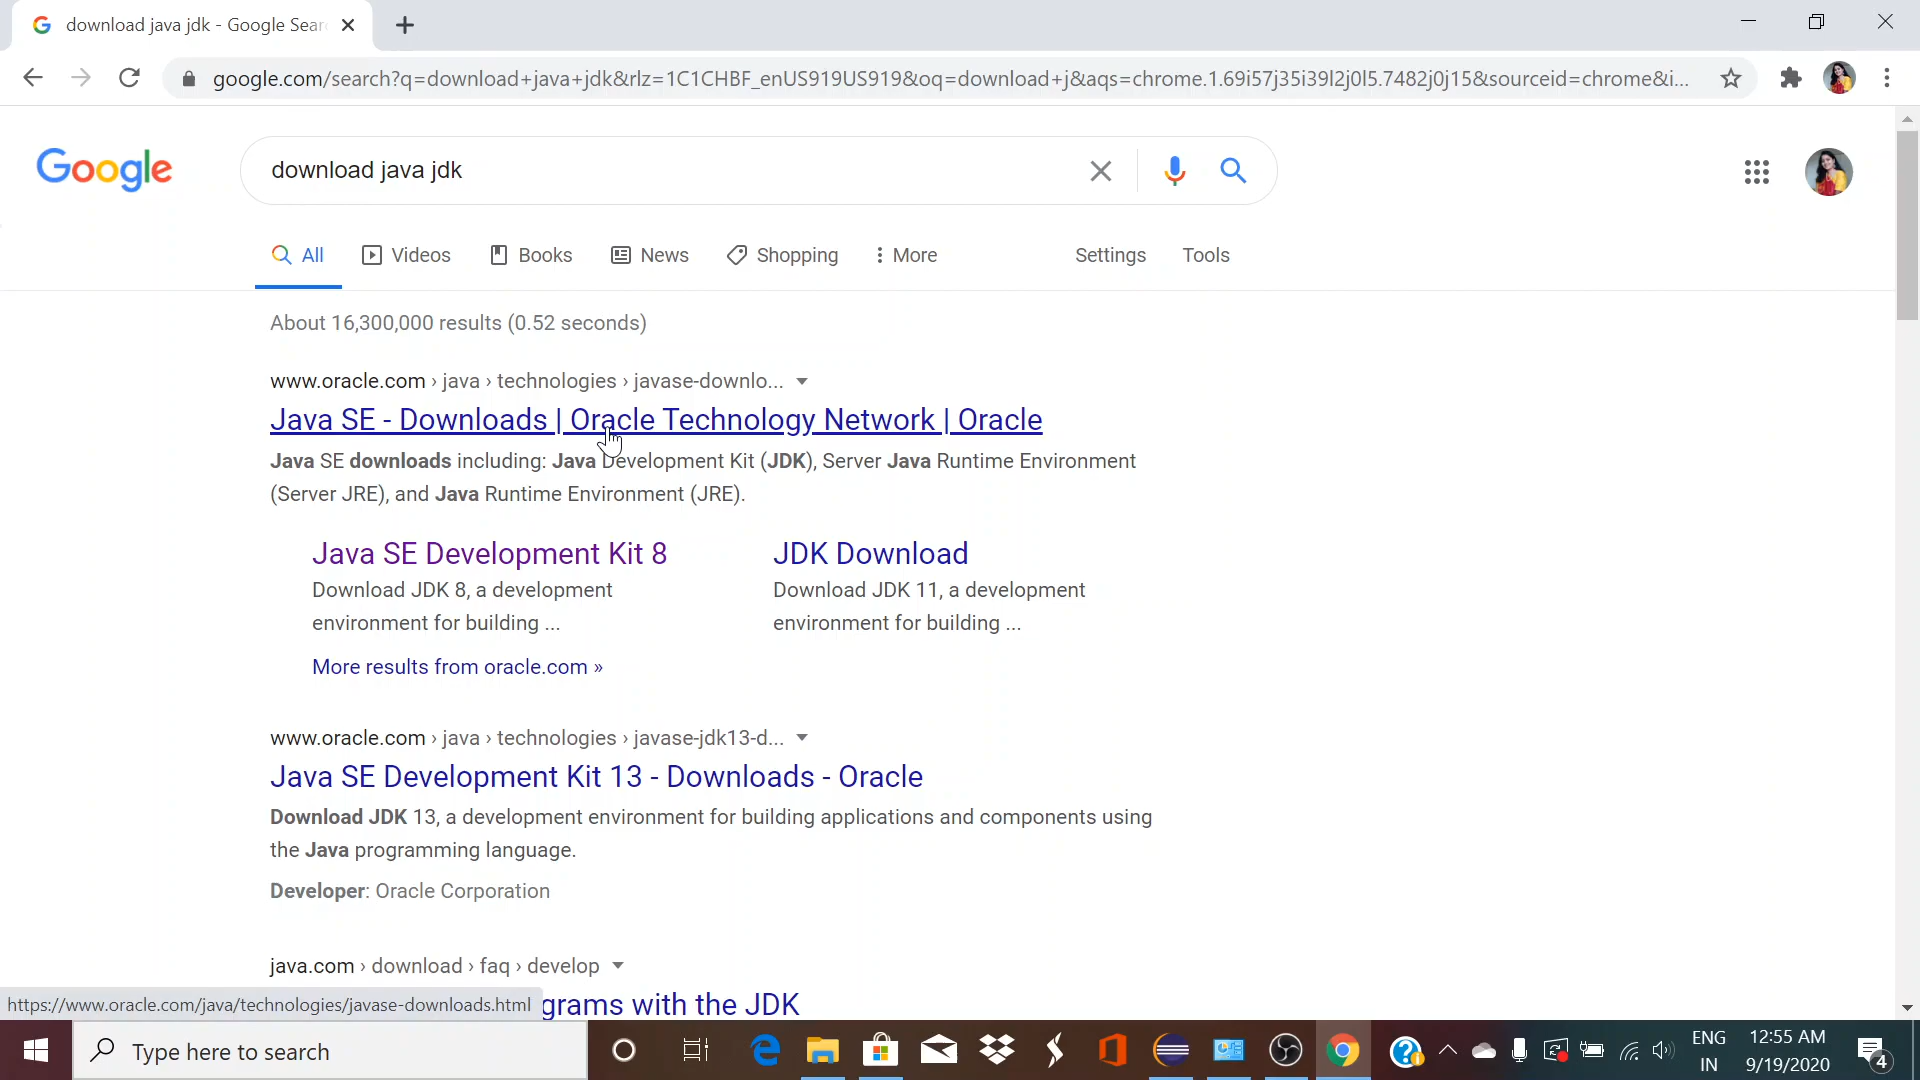 download java jdk - Google Sear
google.com/search?q=download+java+jdk&rlz=1C1CHBF_enUS919US919&oq=download+j&aqs=chrome.1.69i57j35i39l2j0l5.7482j0j15&sourceid=chrome&i...
Google
download java jdk
All
Videos
Books
News
Shopping
More
Settings
Tools
About 16,300,000 results (0.52 seconds)
www.oracle.com › java › technologies › javase-downlo...
Java SE - Downloads | Oracle Technology Network | Oracle
Java SE downloads including: Java Development Kit (JDK), Server Java Runtime Environment
(Server JRE), and Java Runtime Environment (JRE).
Java SE Development Kit 8
Download JDK 8, a development
environment for building ...
JDK Download
Download JDK 11, a development
environment for building ...
More results from oracle.com »
www.oracle.com › java › technologies › javase-jdk13-d...
Java SE Development Kit 13 - Downloads - Oracle
Download JDK 13, a development environment for building applications and components using
the Java programming language.
Developer: Oracle Corporation
java.com › download › faq › develop
grams with the JDK
https://www.oracle.com/java/technologies/javase-downloads.html
Type here to search
ENG
IN
12:55 AM
9/19/2020
4